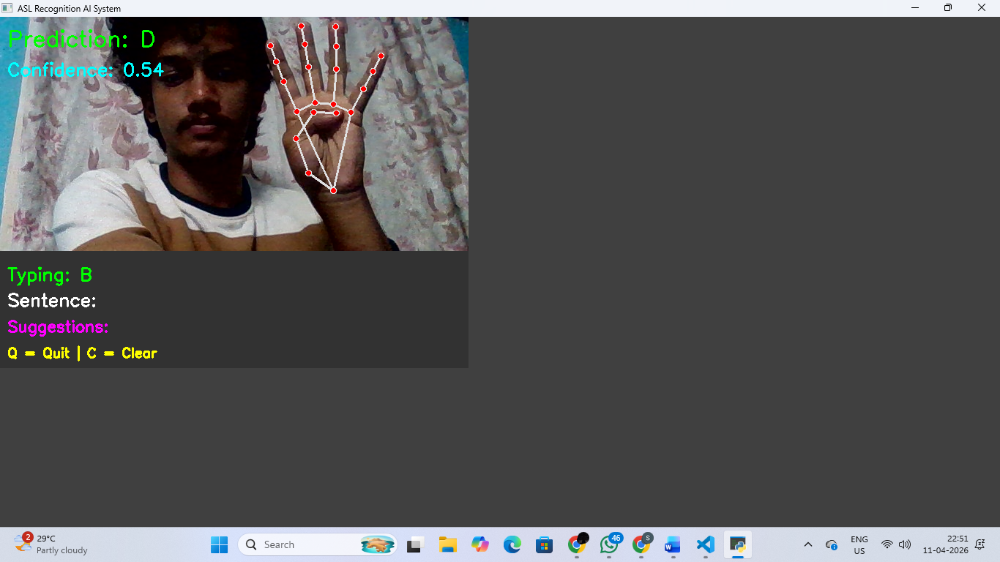 ASL Recognition AI System
Prediction: D
Confidence: 0.54
Typing: B
Sentence:
Suggestions:
Q = Quit | C = Clear
2
29°C
Partly cloudy
Search
46
S
ENG
US
22:51
11-04-2026